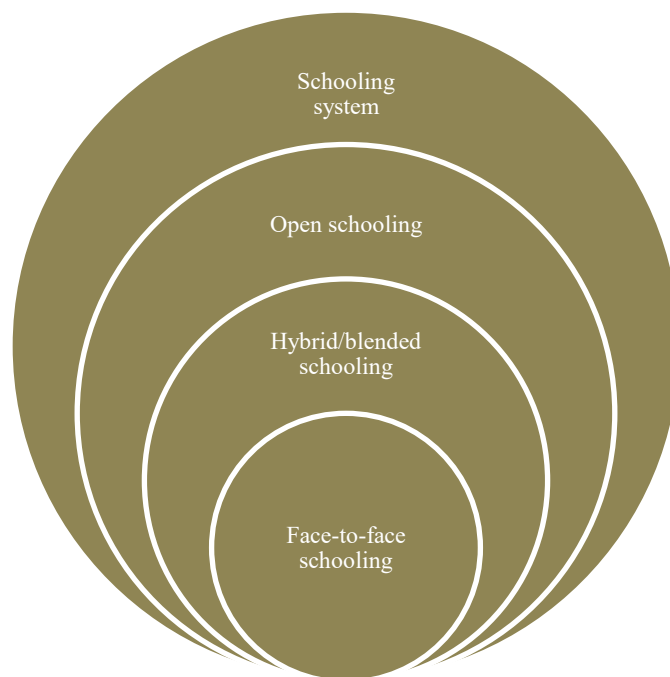 Schooling
system
Open schooling
Hybrid/blended
schooling
Face-to-face
schooling